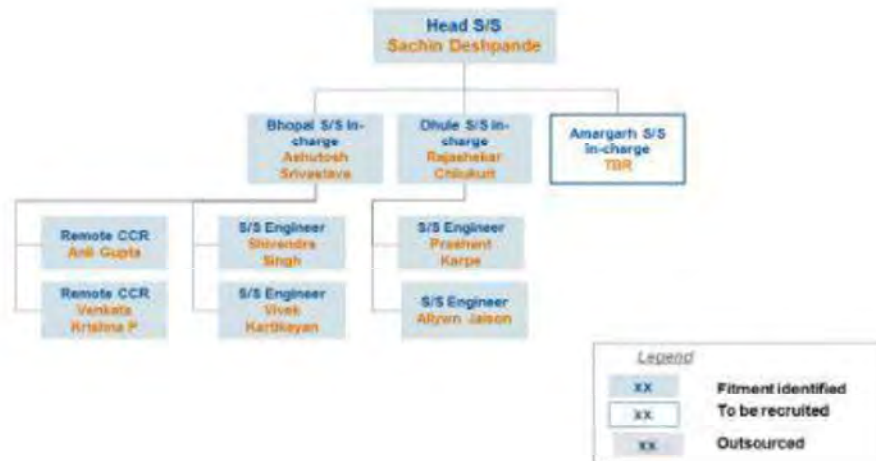 Head S/S
Sachin Deshpande
Bhopal S/S in-
charge
Ashutosh
Srivastava
Dhule S/S in-
charge
Rajashekar
Chilukuri
Amargarh S/S
in-charge
TBR
Remote CCR
Anil Gupta
S/S Engineer
Shivendra
Singh
S/S Engineer
Prashant
Karpe
Remote CCR
Venkata
Krishna P
S/S Engineer
Vivek
Kartikeyan
S/S Engineer
Allywn Jaison
Legend
XX Fitment identified
XX To be recruited
XX Outsourced